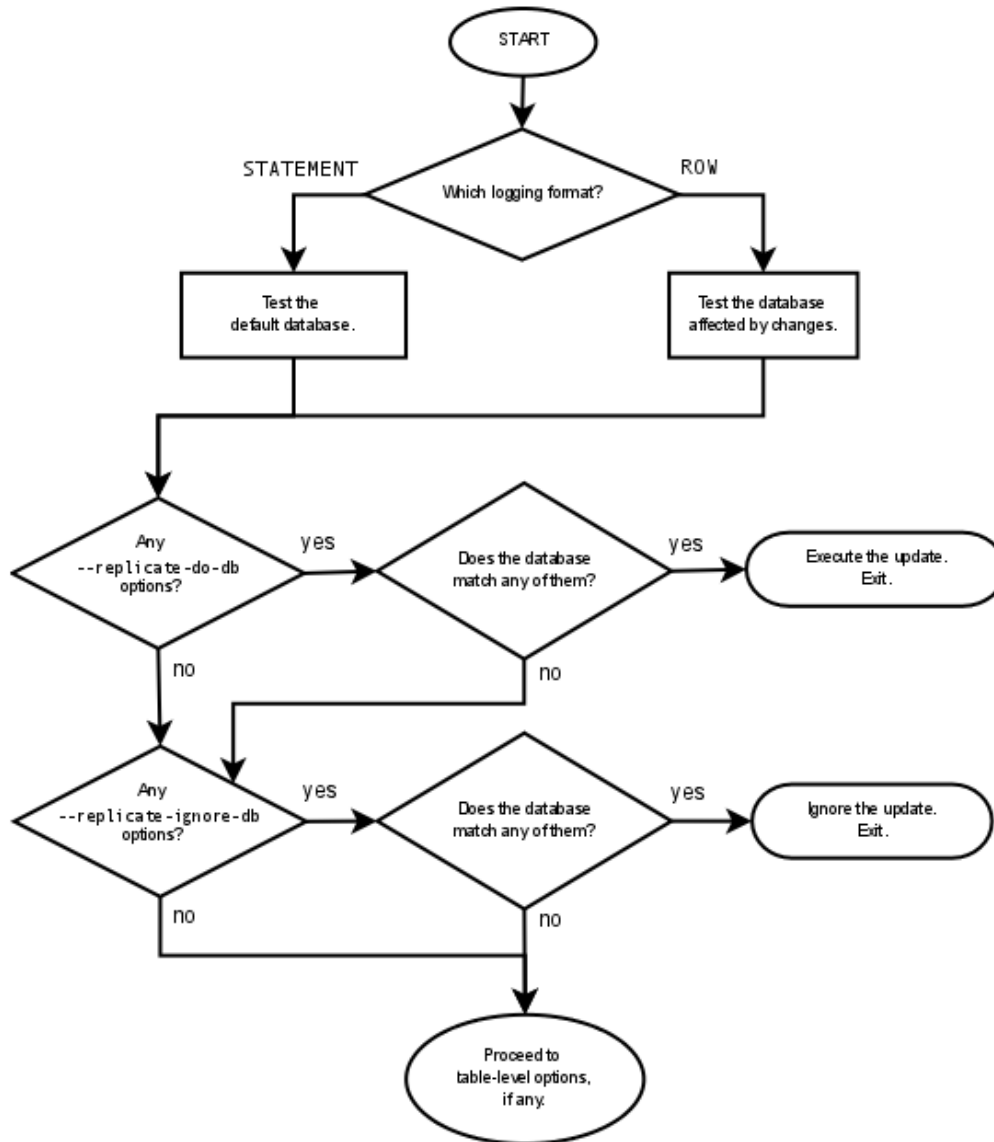 START
STATEMENT
ROW
Which logging format?
Test the
default database.
Test the database
affected by changes.
Any
--replicate-do-db
options?
yes
Does the database
match any of them?
yes
Execute the update.
Exit.
no
no
Any
--replicate-ignore-db
options?
yes
Does the database
match any of them?
yes
Ignore the update.
Exit.
no
no
Proceed to
table-level options,
if any.